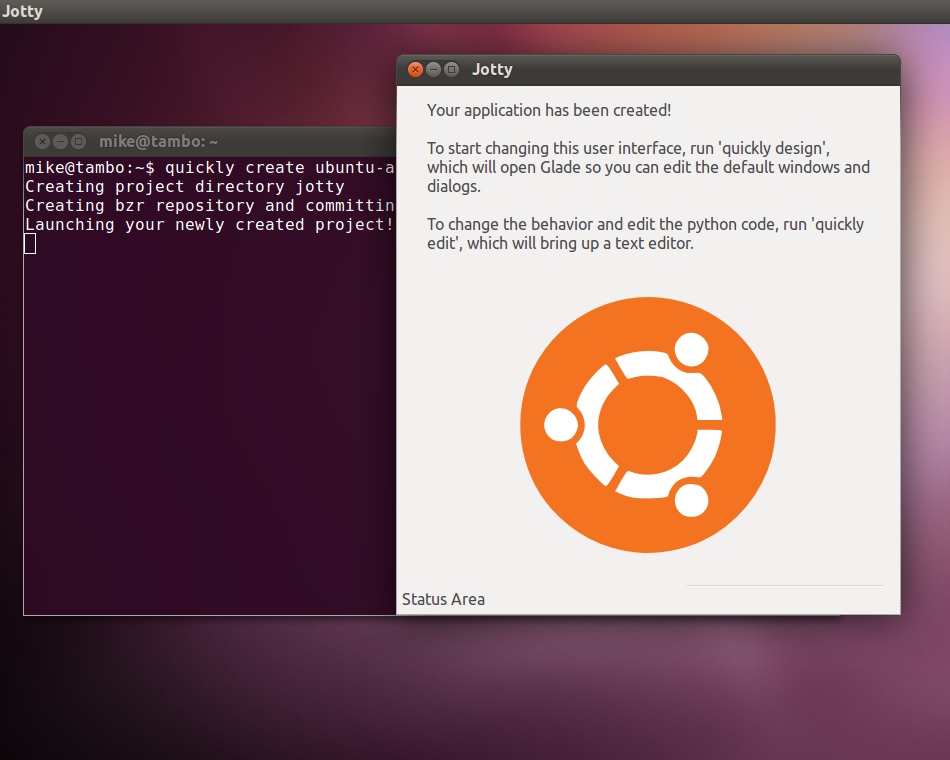 Jotty
mike@tambo: ~
mike@tambo:~$ quickly create ubuntu-a
Creating project directory jotty
Creating bzr repository and committin
Launching your newly created project!
Jotty
Your application has been created!
To start changing this user interface, run 'quickly design',
which will open Glade so you can edit the default windows and
dialogs.
To change the behavior and edit the python code, run 'quickly
edit', which will bring up a text editor.
Status Area